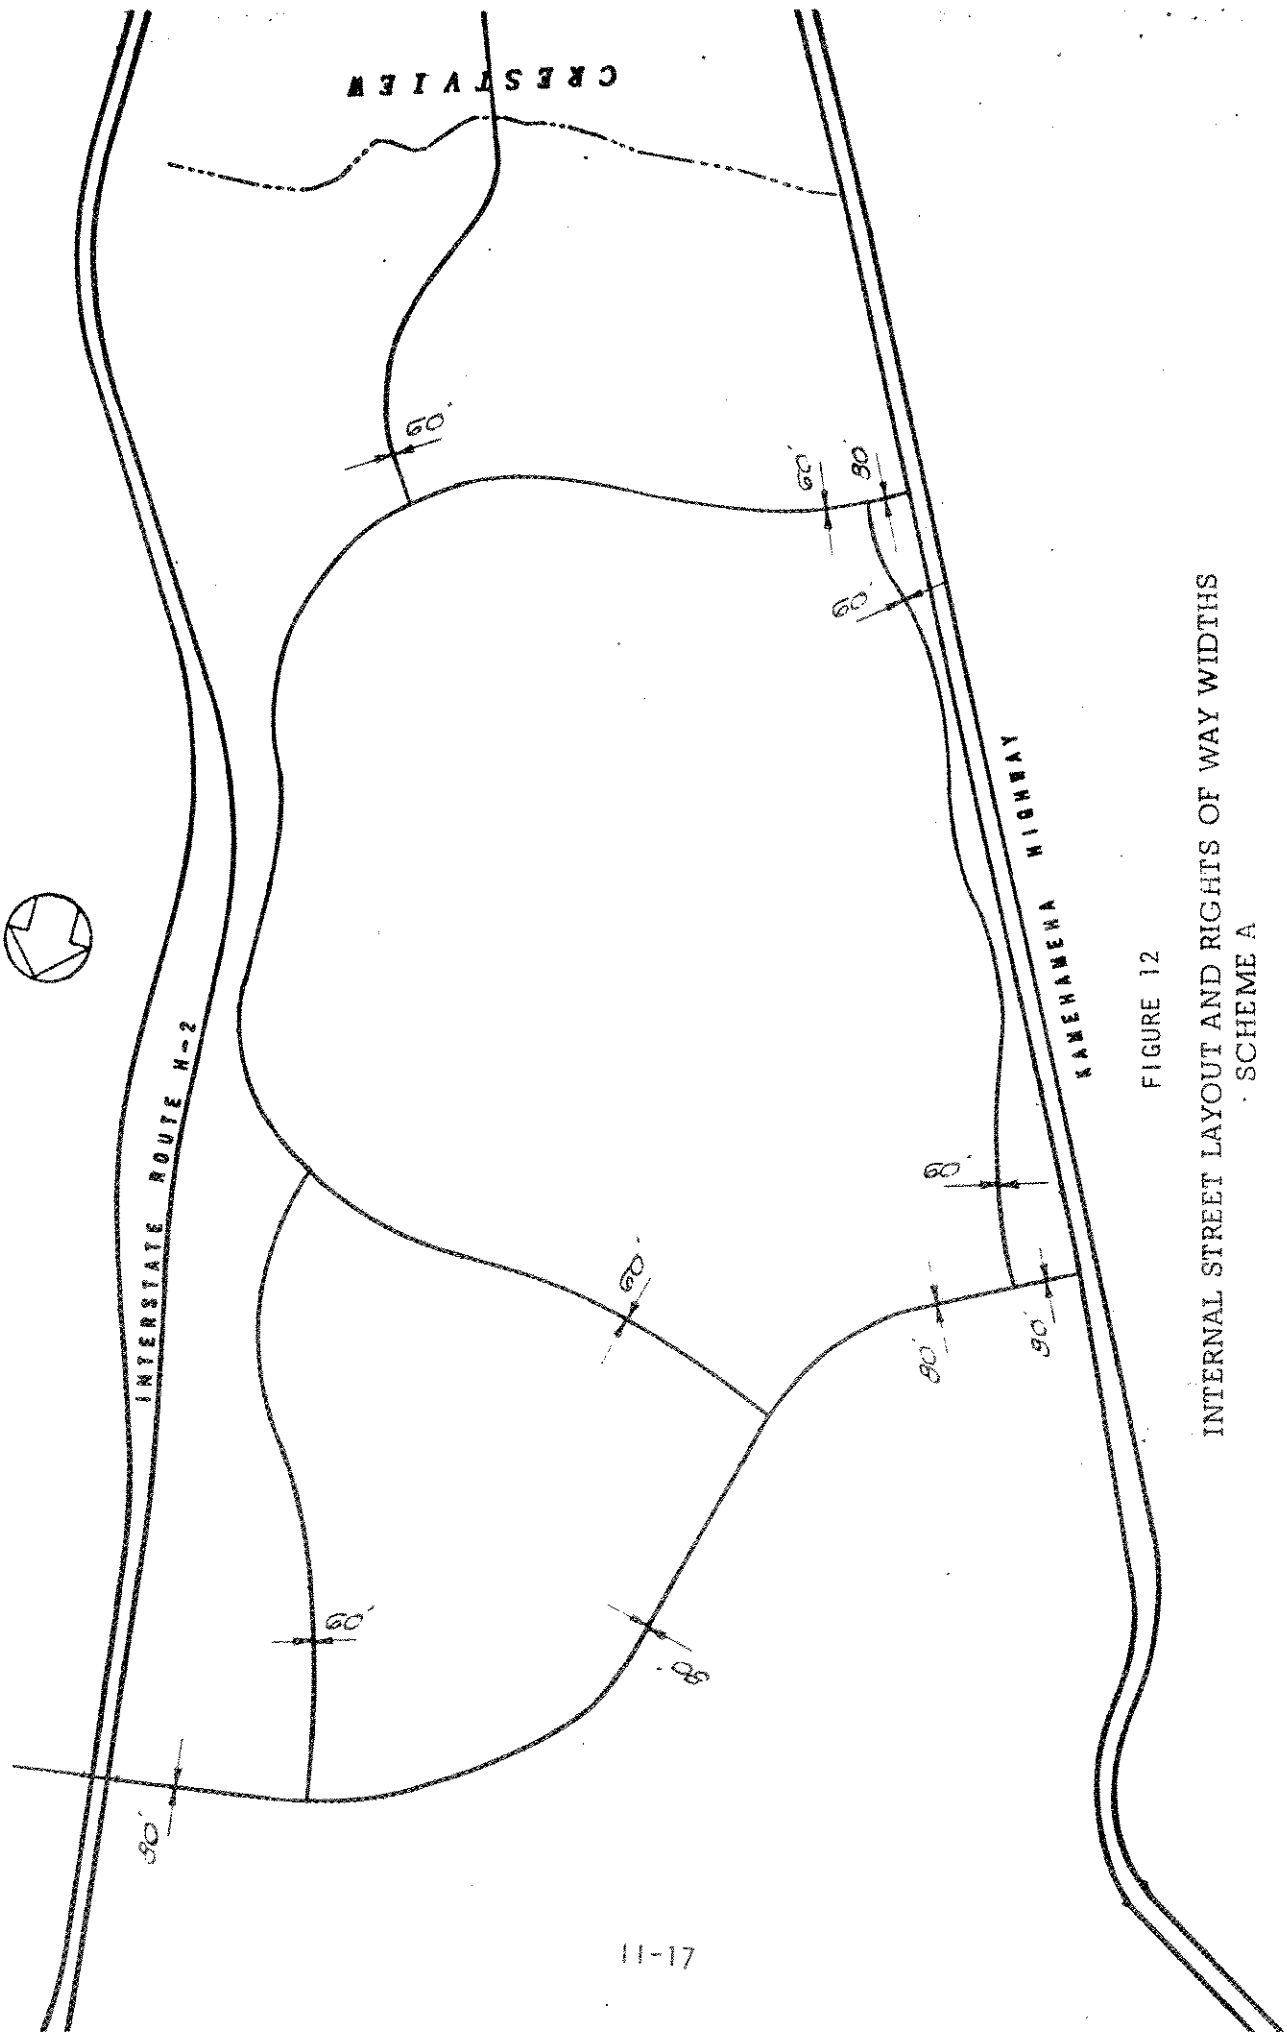 CRESTVIEW
60'
60'
80'
60'
INTERSTATE ROUTE H-2
KAMEHAMEHA HIGHWAY
60'
60'
80'
90'
60'
80'
80'
FIGURE 12
INTERNAL STREET LAYOUT AND RIGHTS OF WAY WIDTHS
SCHEME A
11-17